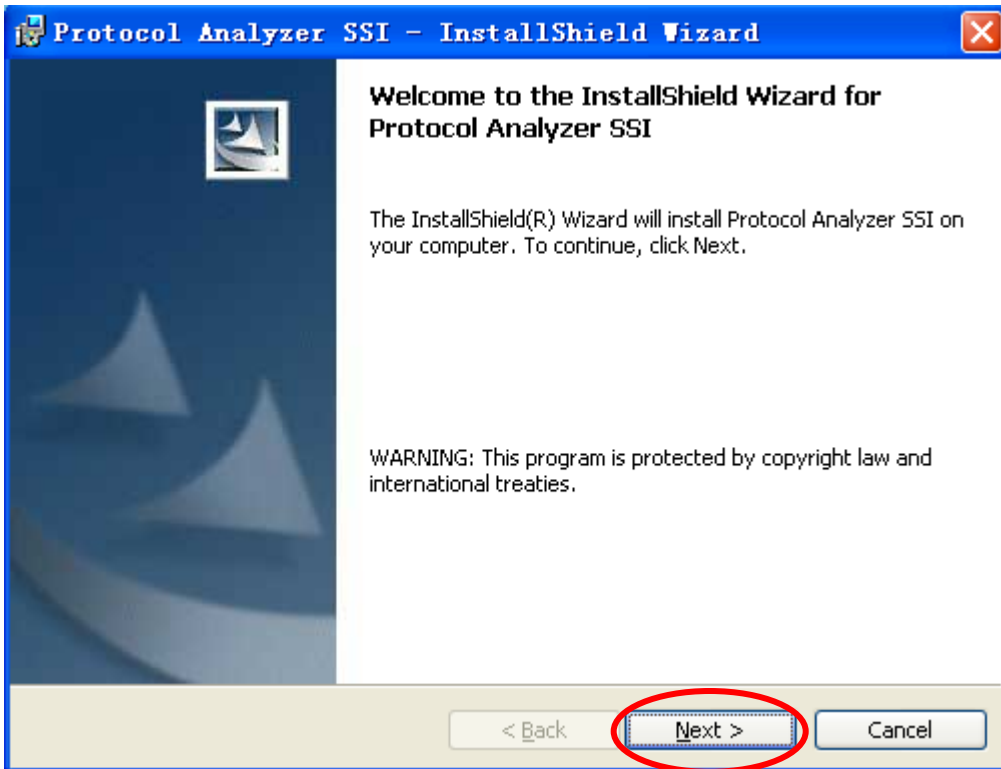 Protocol Analyzer SSI - InstallShield Wizard
Welcome to the InstallShield Wizard for
Protocol Analyzer SSI
The InstallShield(R) Wizard will install Protocol Analyzer SSI on
your computer. To continue, click Next.
WARNING: This program is protected by copyright law and
international treaties.
< Back
Next >
Cancel